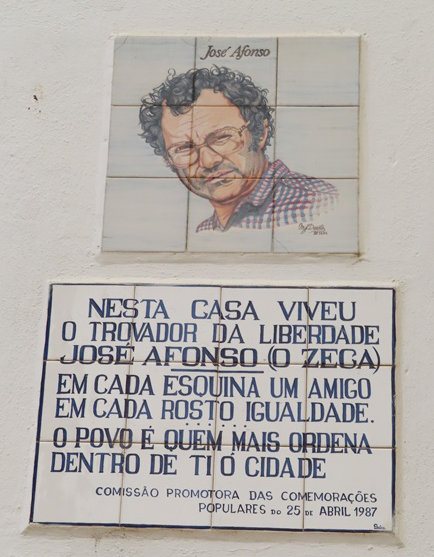 José Afonso
NESTA CASA VIVEU
O TROVADOR DA LIBERDADE
JOSÉ AFONSO (O ZECA)
EM CADA ESQUINA UM AMIGO
EM CADA ROSTO IGUALDADE.
.......
O POVO É QUEM MAIS ORDENA
DENTRO DE TI Ó CIDADE
COMISSÃO PROMOTORA DAS COMEMORAÇÕES
POPULARES DO 25 DE ABRIL 1987